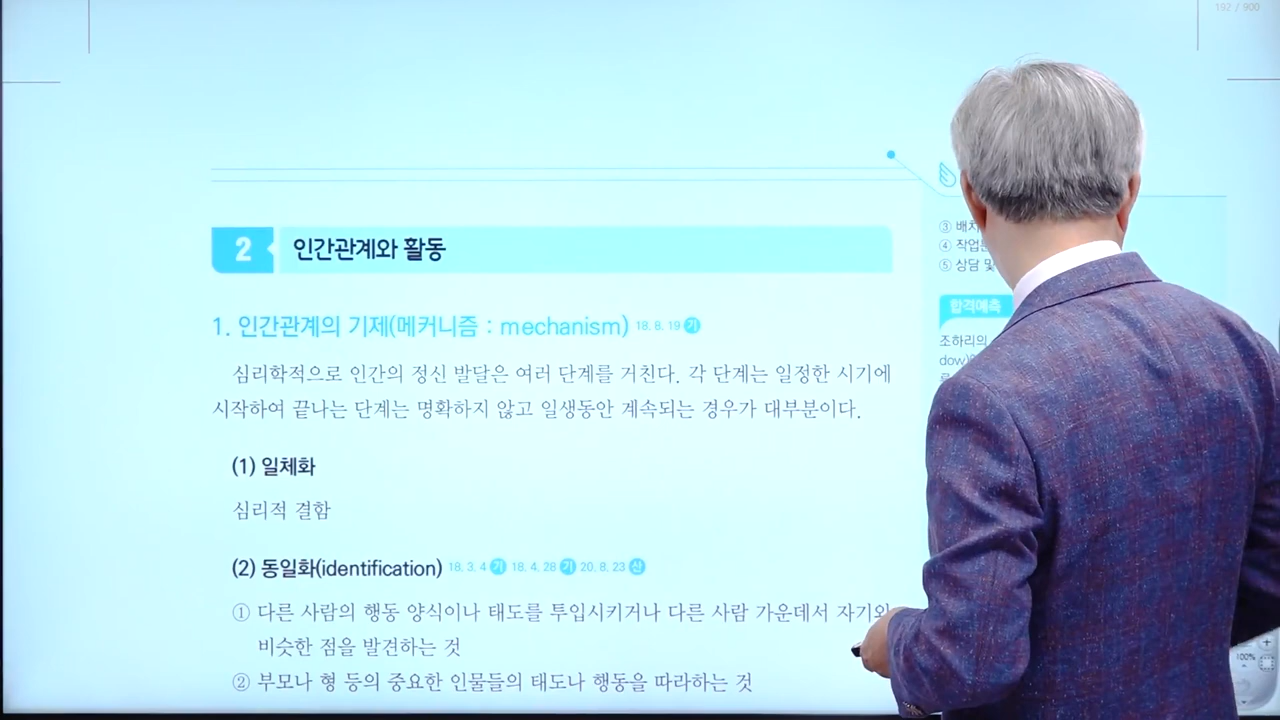 192 / 900
2 인간관계와 활동
1. 인간관계의 기제(메커니즘 : mechanism) 18. 8. 19 기
심리학적으로 인간의 정신 발달은 여러 단계를 거친다. 각 단계는 일정한 시기에
시작하여 끝나는 단계는 명확하지 않고 일생동안 계속되는 경우가 대부분이다.
(1) 일체화
심리적 결함
(2) 동일화(identification) 18. 3. 4 기 18. 4. 28 기 20. 8. 23 산
① 다른 사람의 행동 양식이나 태도를 투입시키거나 다른 사람 가운데서 자기와
비슷한 점을 발견하는 것
② 부모나 형 등의 중요한 인물들의 태도나 행동을 따라하는 것
③ 배치
④ 작업
⑤ 상담 및
합격예측
조하리의
100%